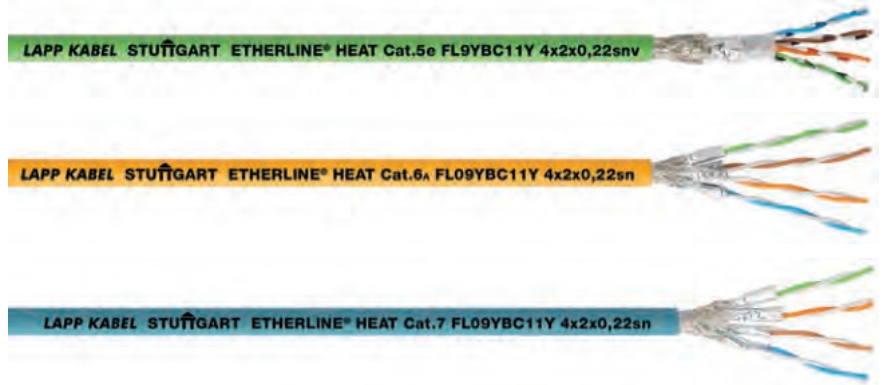 LAPP KABEL STUTTGART ETHERLINE® HEAT Cat.5e FL9YBC11Y 4x2x0,22snv
LAPP KABEL STUTTGART ETHERLINE® HEAT Cat.6A FL09YBC11Y 4x2x0,22sn
LAPP KABEL STUTTGART ETHERLINE® HEAT Cat.7 FL09YBC11Y 4x2x0,22sn